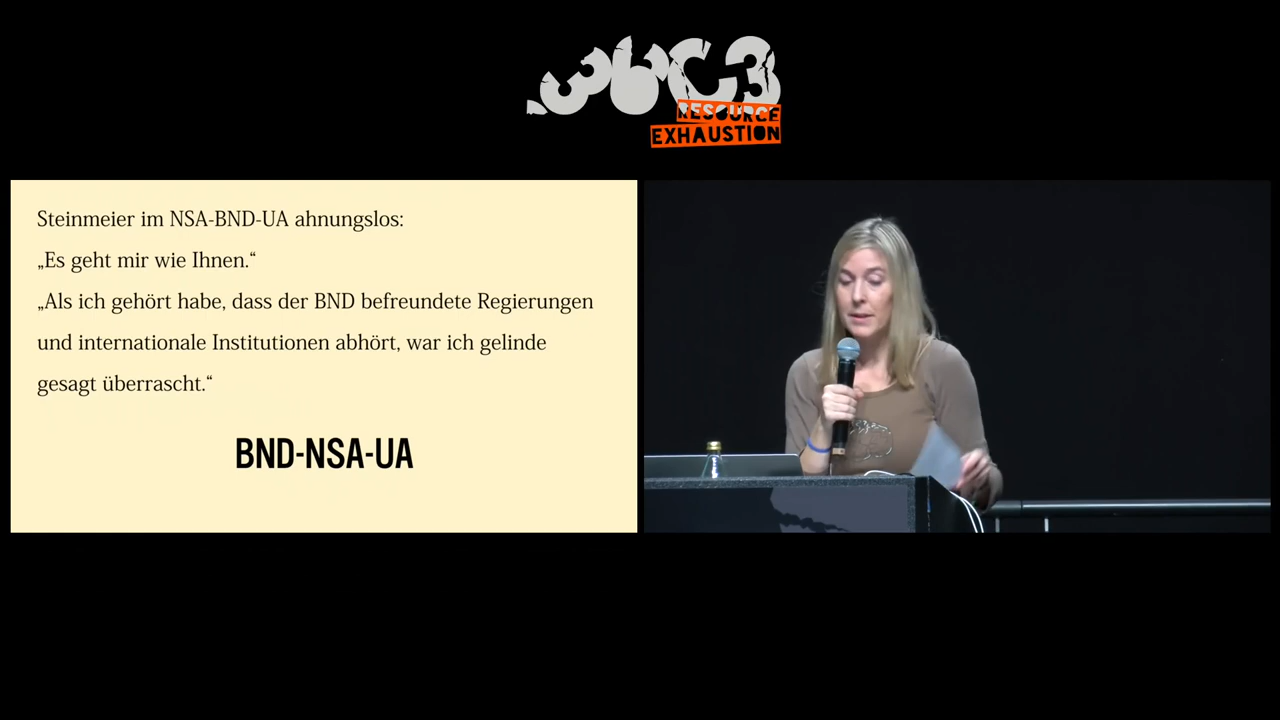 36C3
RESOURCE
EXHAUSTION
Steinmeier im NSA-BND-UA ahnungslos:
„Es geht mir wie Ihnen.“
„Als ich gehört habe, dass der BND befreundete Regierungen
und internationale Institutionen abhört, war ich gelinde
gesagt überrascht.“
BND-NSA-UA